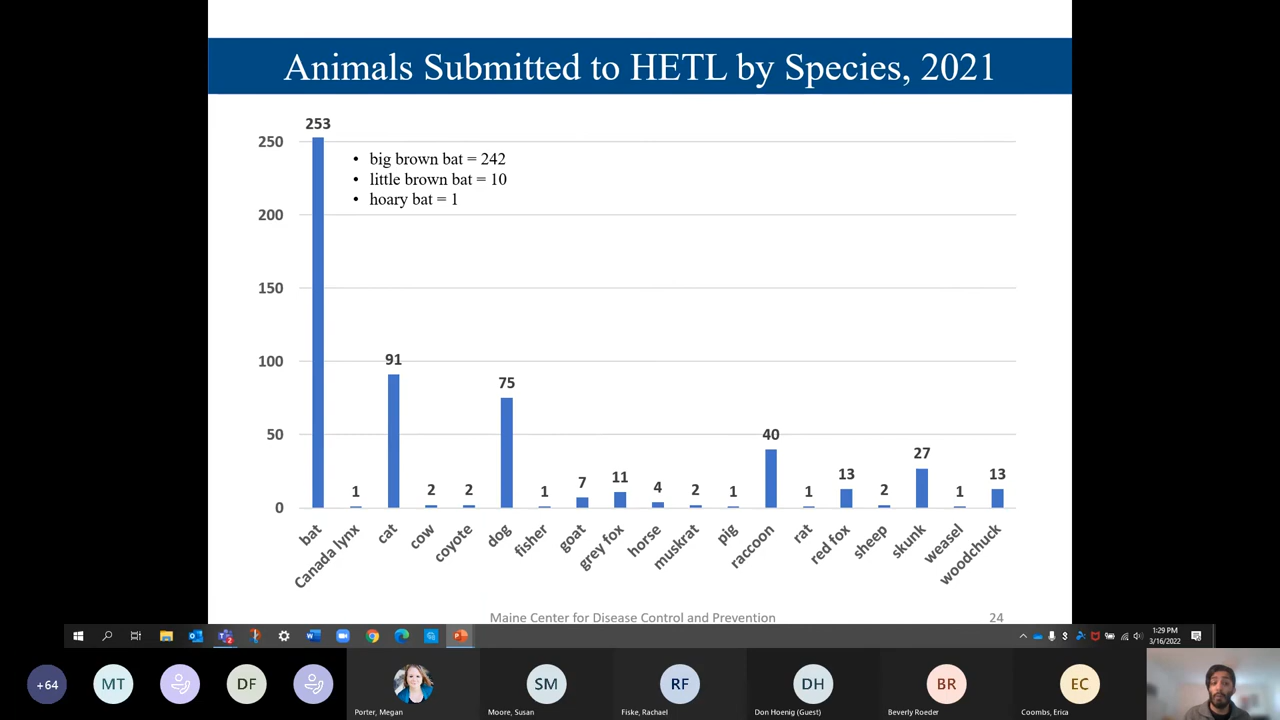 Animals Submitted to HETL by Species, 2021
253
250
• big brown bat = 242
• little brown bat = 10
• hoary bat = 1
200
150
100
91
75
50
40
27
13
13
11
7
4
2
2
2
2
1
1
1
1
1
0
bat
Canada lynx
cat
cow
coyote
dog
fisher
goat
grey fox
horse
muskrat
pig
raccoon
rat
red fox
sheep
skunk
weasel
woodchuck
Maine Center for Disease Control and Prevention
24
1:29 PM
3/16/2022
+64
MT
DF
SM
RF
DH
BR
EC
Porter, Megan
Moore, Susan
Fiske, Rachael
Don Hoenig (Guest)
Beverly Roeder
Coombs, Erica